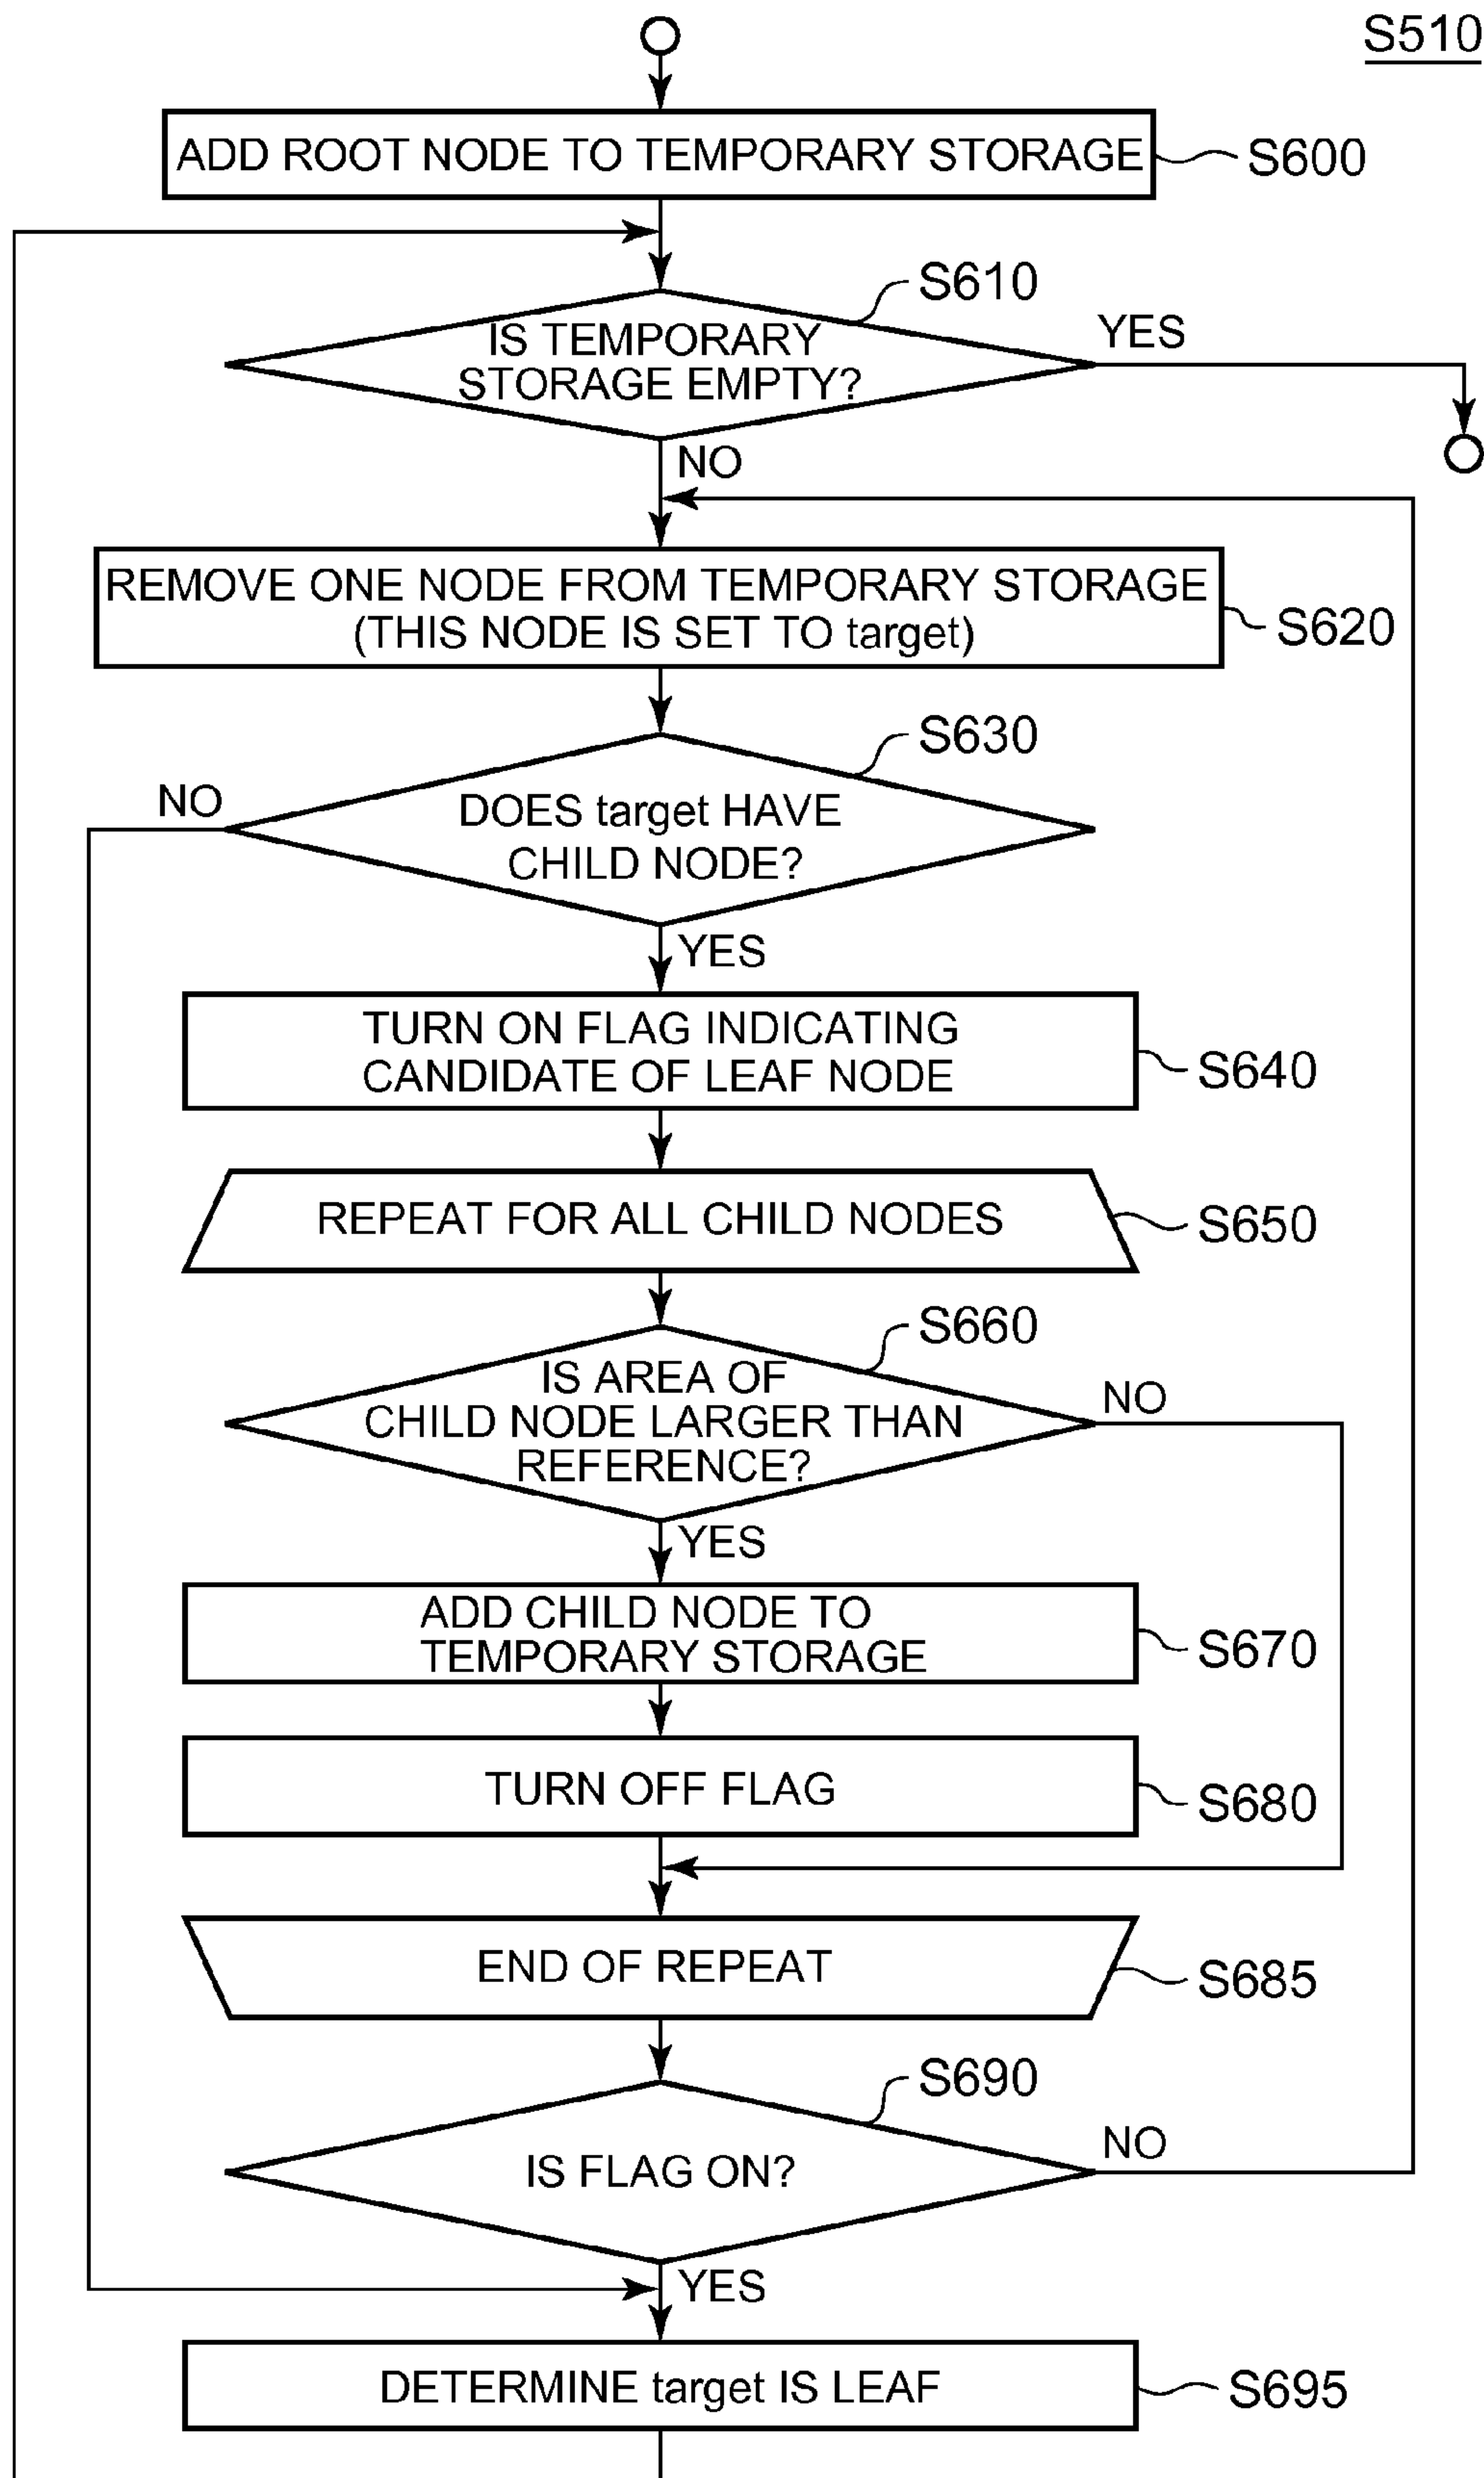 S510
ADD ROOT NODE TO TEMPORARY STORAGE
S600
S610
IS TEMPORARY
STORAGE EMPTY?
YES
NO
REMOVE ONE NODE FROM TEMPORARY STORAGE
(THIS NODE IS SET TO target)
S620
S630
NO
DOES target HAVE
CHILD NODE?
YES
TURN ON FLAG INDICATING
CANDIDATE OF LEAF NODE
S640
REPEAT FOR ALL CHILD NODES
S650
S660
IS AREA OF
CHILD NODE LARGER THAN
REFERENCE?
NO
YES
ADD CHILD NODE TO
TEMPORARY STORAGE
S670
TURN OFF FLAG
S680
END OF REPEAT
S685
S690
IS FLAG ON?
NO
YES
DETERMINE target IS LEAF
S695